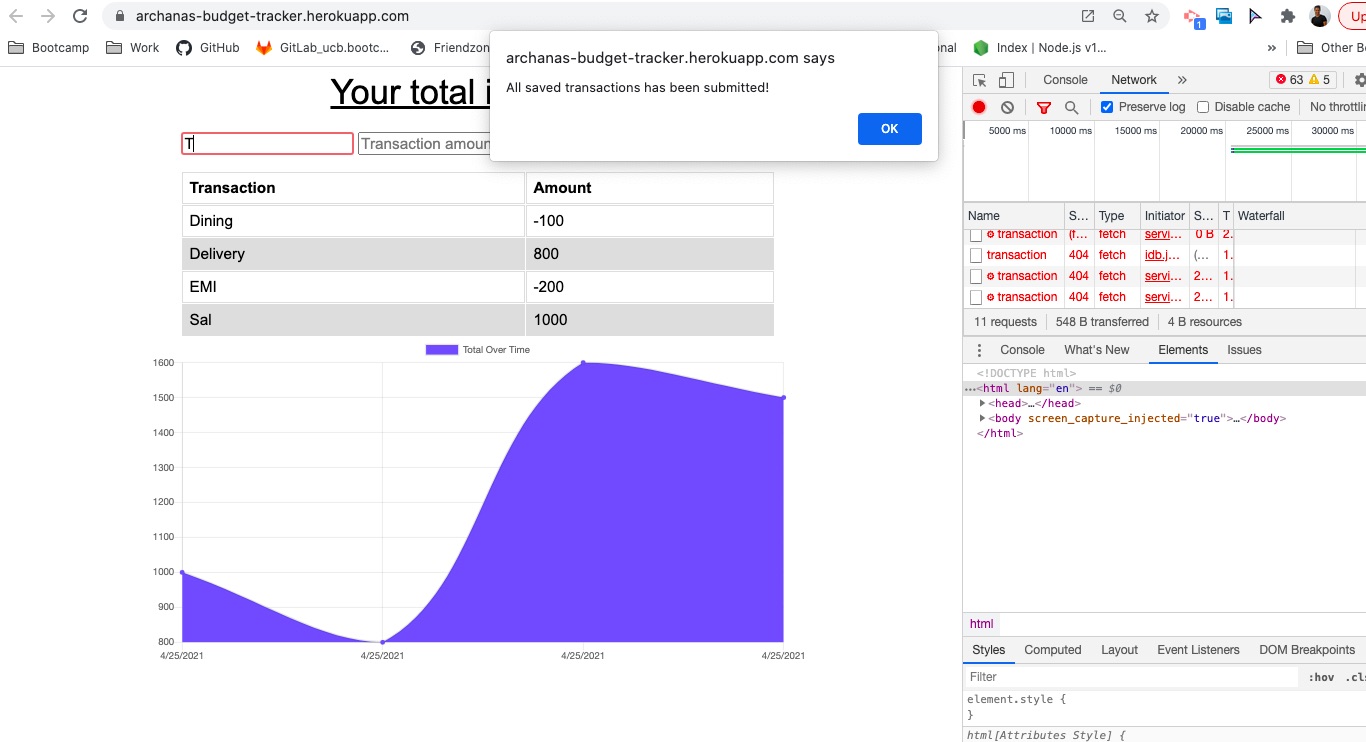 archanas-budget-tracker.herokuapp.com
1
Up
Bootcamp Work GitHub GitLab_ucb.bootc... Friendzon
nal Index | Node.js v1... » Other Bo
archanas-budget-tracker.herokuapp.com says
All saved transactions has been submitted!
OK
Your total i
T
Transaction amoun
Transaction Amount
Dining -100
Delivery 800
EMI -200
Sal 1000
Total Over Time
1600
1500
1400
1300
1200
1100
1000
900
800
4/25/2021 4/25/2021 4/25/2021 4/25/2021
Console Network » 63 5
Preserve log Disable cache No throttlin
5000 ms 10000 ms 15000 ms 20000 ms 25000 ms 30000 ms
Name S... Type Initiator S... T Waterfall
transaction (f... fetch servi... 0 B 2.
transaction 404 fetch idb.j... (... 1.
transaction 404 fetch servi... 2... 1.
transaction 404 fetch servi... 2... 1.
11 requests 548 B transferred 4 B resources
Console What's New Elements Issues
<!DOCTYPE html>
…<html lang="en"> == $0
<head>…</head>
<body screen_capture_injected="true">…</body>
</html>
html
Styles Computed Layout Event Listeners DOM Breakpoints
Filter :hov .cls
element.style {
}
html[Attributes Style] {